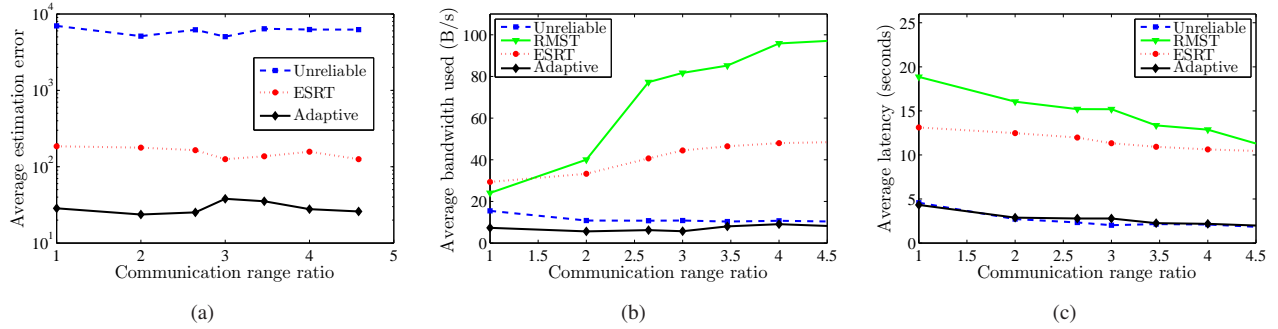 10^4
10^3
10^2
10^1
Average estimation error
Unreliable
ESRT
Adaptive
1 2 3 4 5
Communication range ratio
(a)
100
80
60
40
20
0
Average bandwidth used (B/s)
Unreliable
RMST
ESRT
Adaptive
1 1.5 2 2.5 3 3.5 4 4.5
Communication range ratio
(b)
25
20
15
10
5
0
Average latency (seconds)
Unreliable
RMST
ESRT
Adaptive
1 1.5 2 2.5 3 3.5 4 4.5
Communication range ratio
(c)